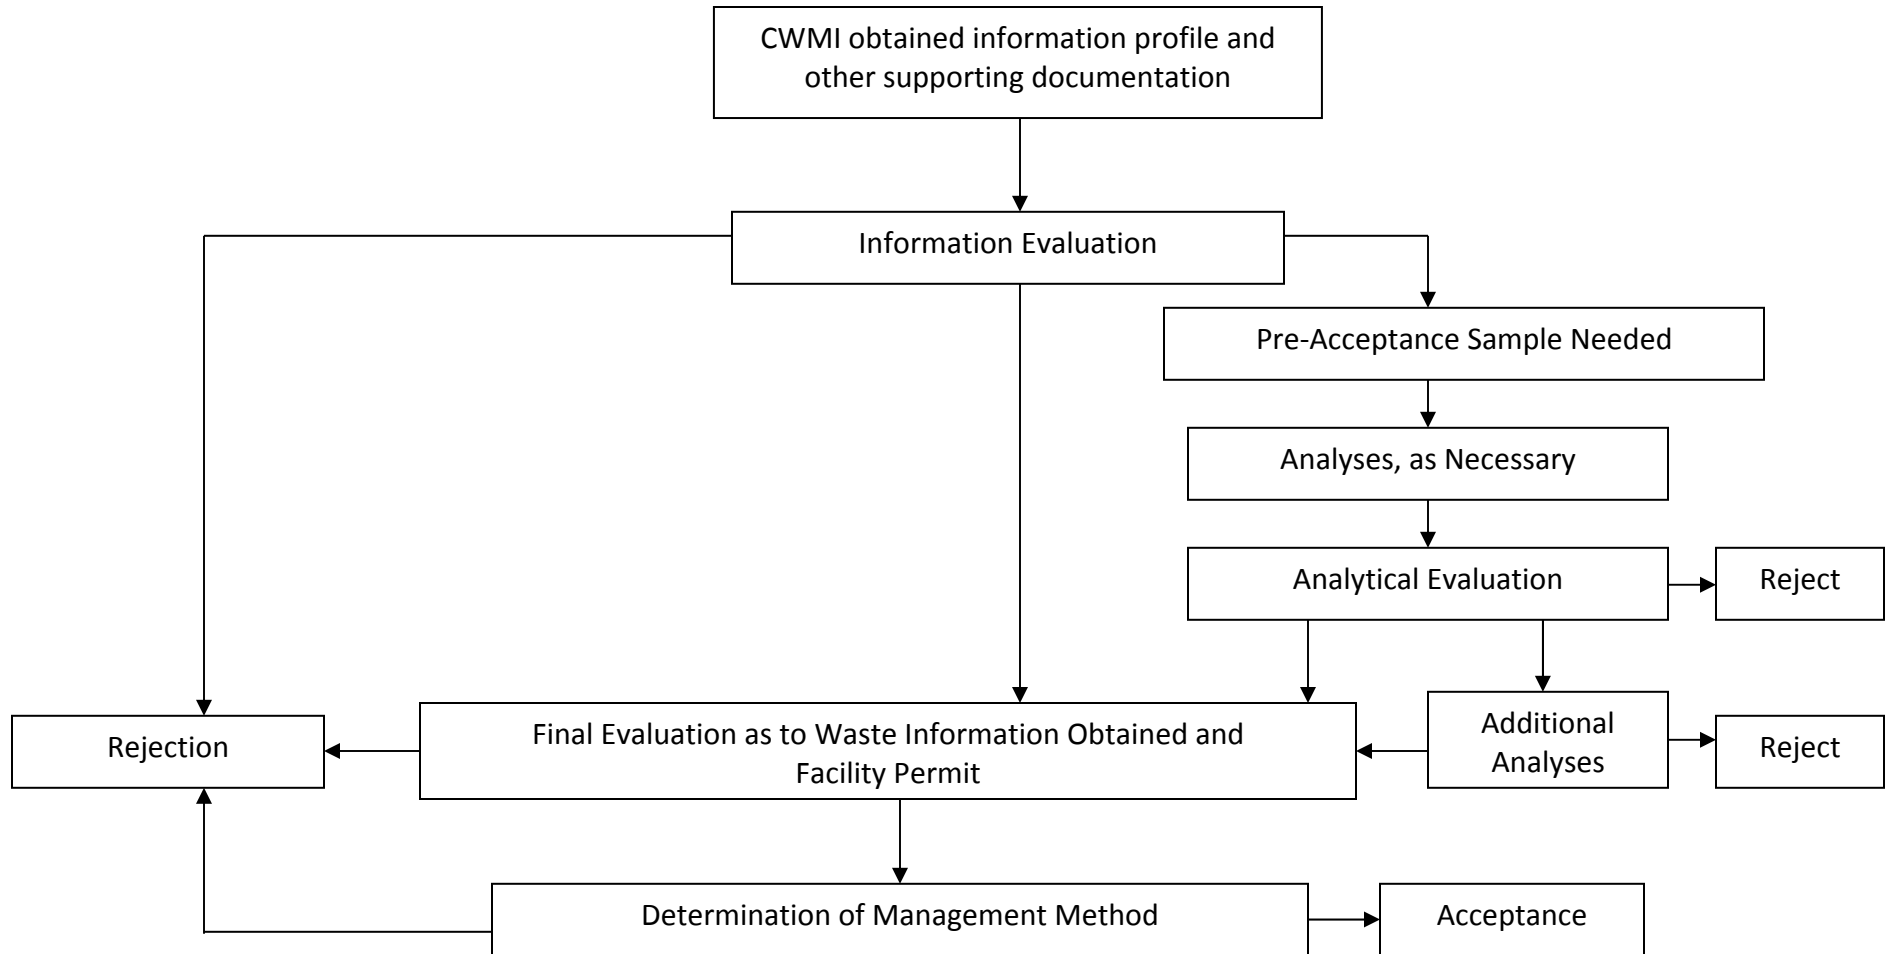 CWMI obtained information profile and
other supporting documentation
Information Evaluation
Pre-Acceptance Sample Needed
Analyses, as Necessary
Analytical Evaluation
Reject
Rejection
Final Evaluation as to Waste Information Obtained and
Facility Permit
Additional
Analyses
Reject
Determination of Management Method
Acceptance